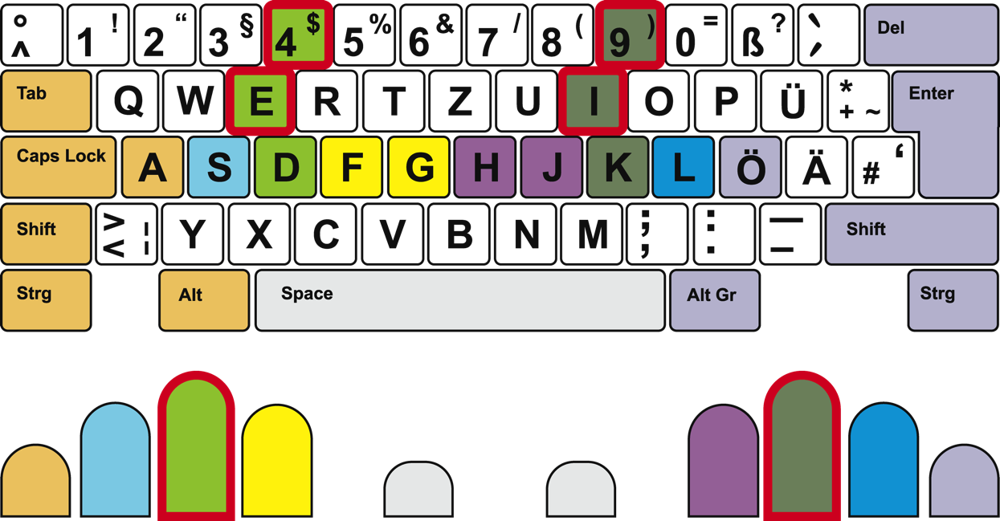 ° ^ 1 ! 2 “ 3 § 4 $ 5 % 6 & 7 / 8 ( 9 ) 0 = ß ? ` ´ Del
Tab Q W E R T Z U I O P Ü * + ~ Enter
Caps Lock A S D F G H J K L Ö Ä # ‘
Shift > < ¦ Y X C V B N M ; , : . — – Shift
Strg Alt Space Alt Gr Strg